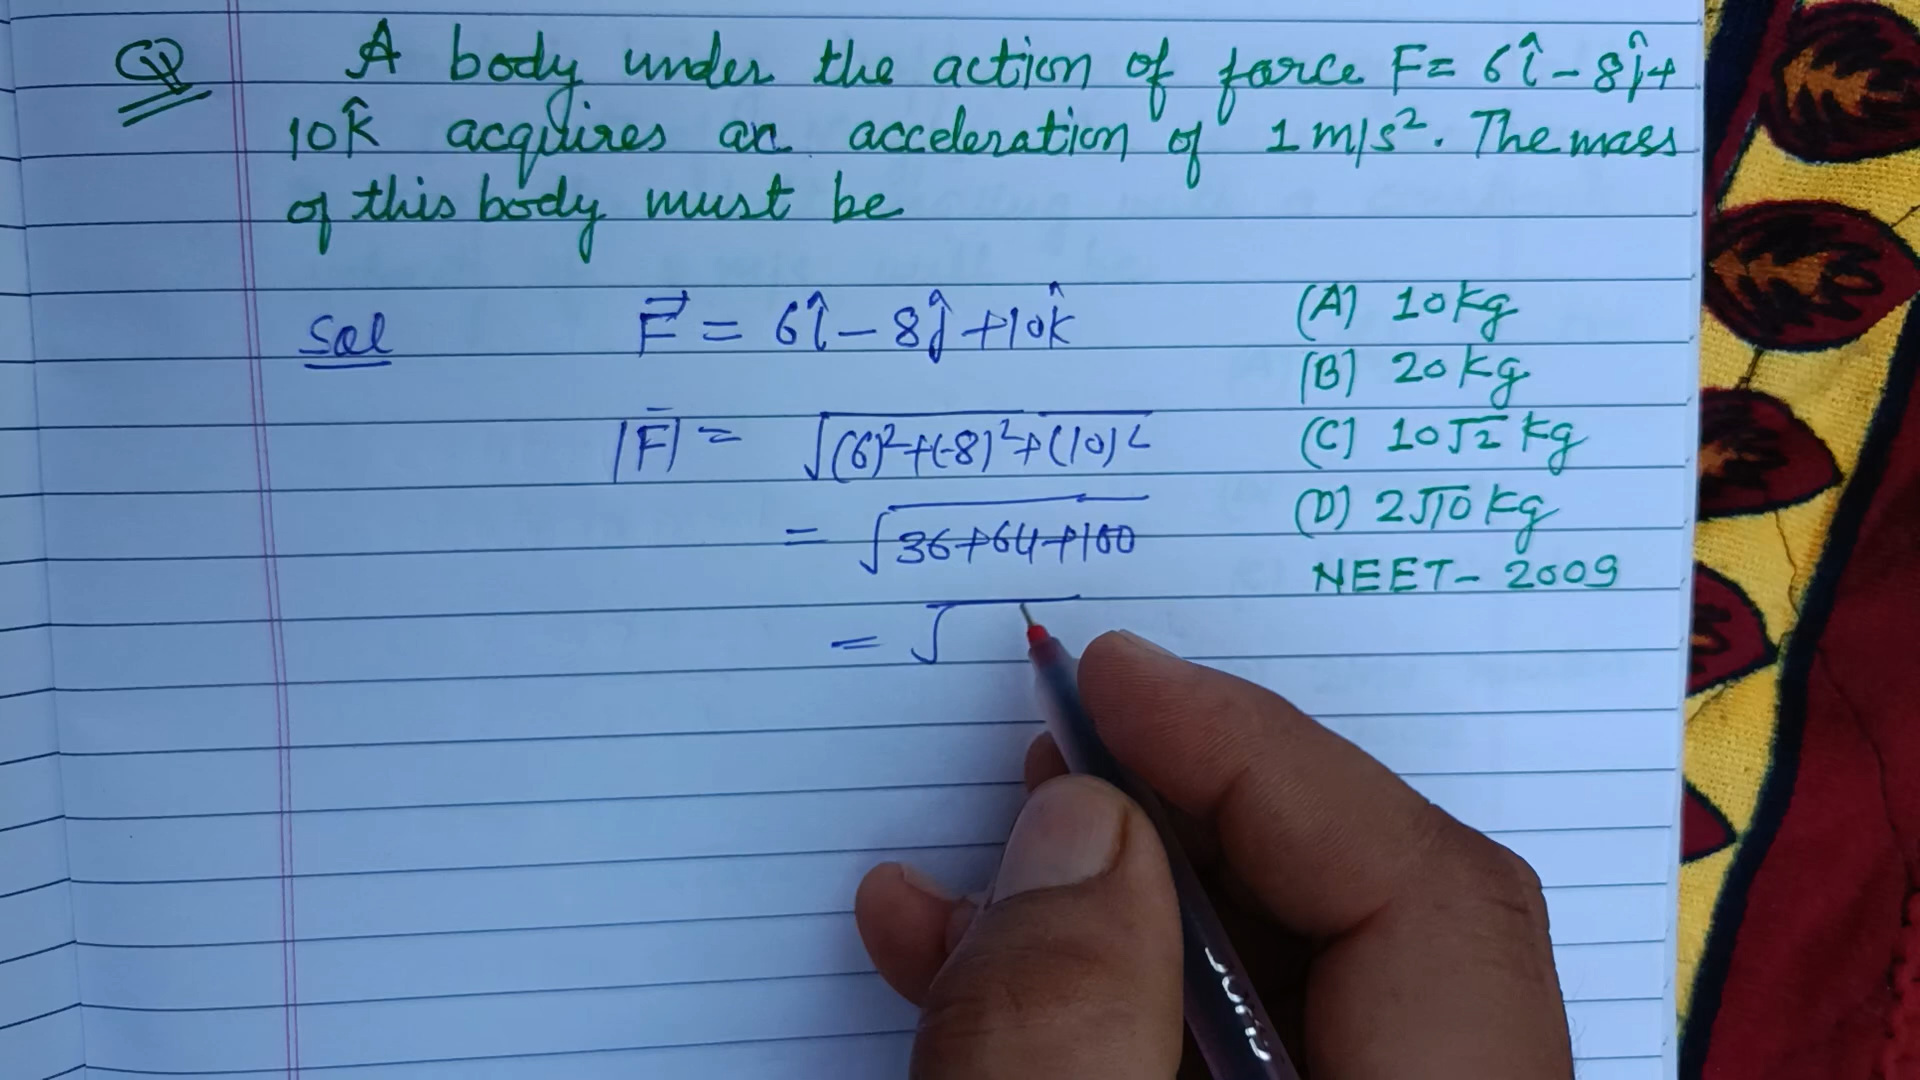 Q A body under the action of force F= 6î - 8ĵ +
10k̂ acquires an acceleration of 1 m/s². The mass
of this body must be
Sol F⃗ = 6î - 8ĵ + 10k̂
(A) 10 kg
(B) 20 kg
|F̄| = √(6)²+(-8)²+(10)²
(C) 10√2 kg
= √36+64+100
(D) 2√10 kg
NEET - 2009
= √